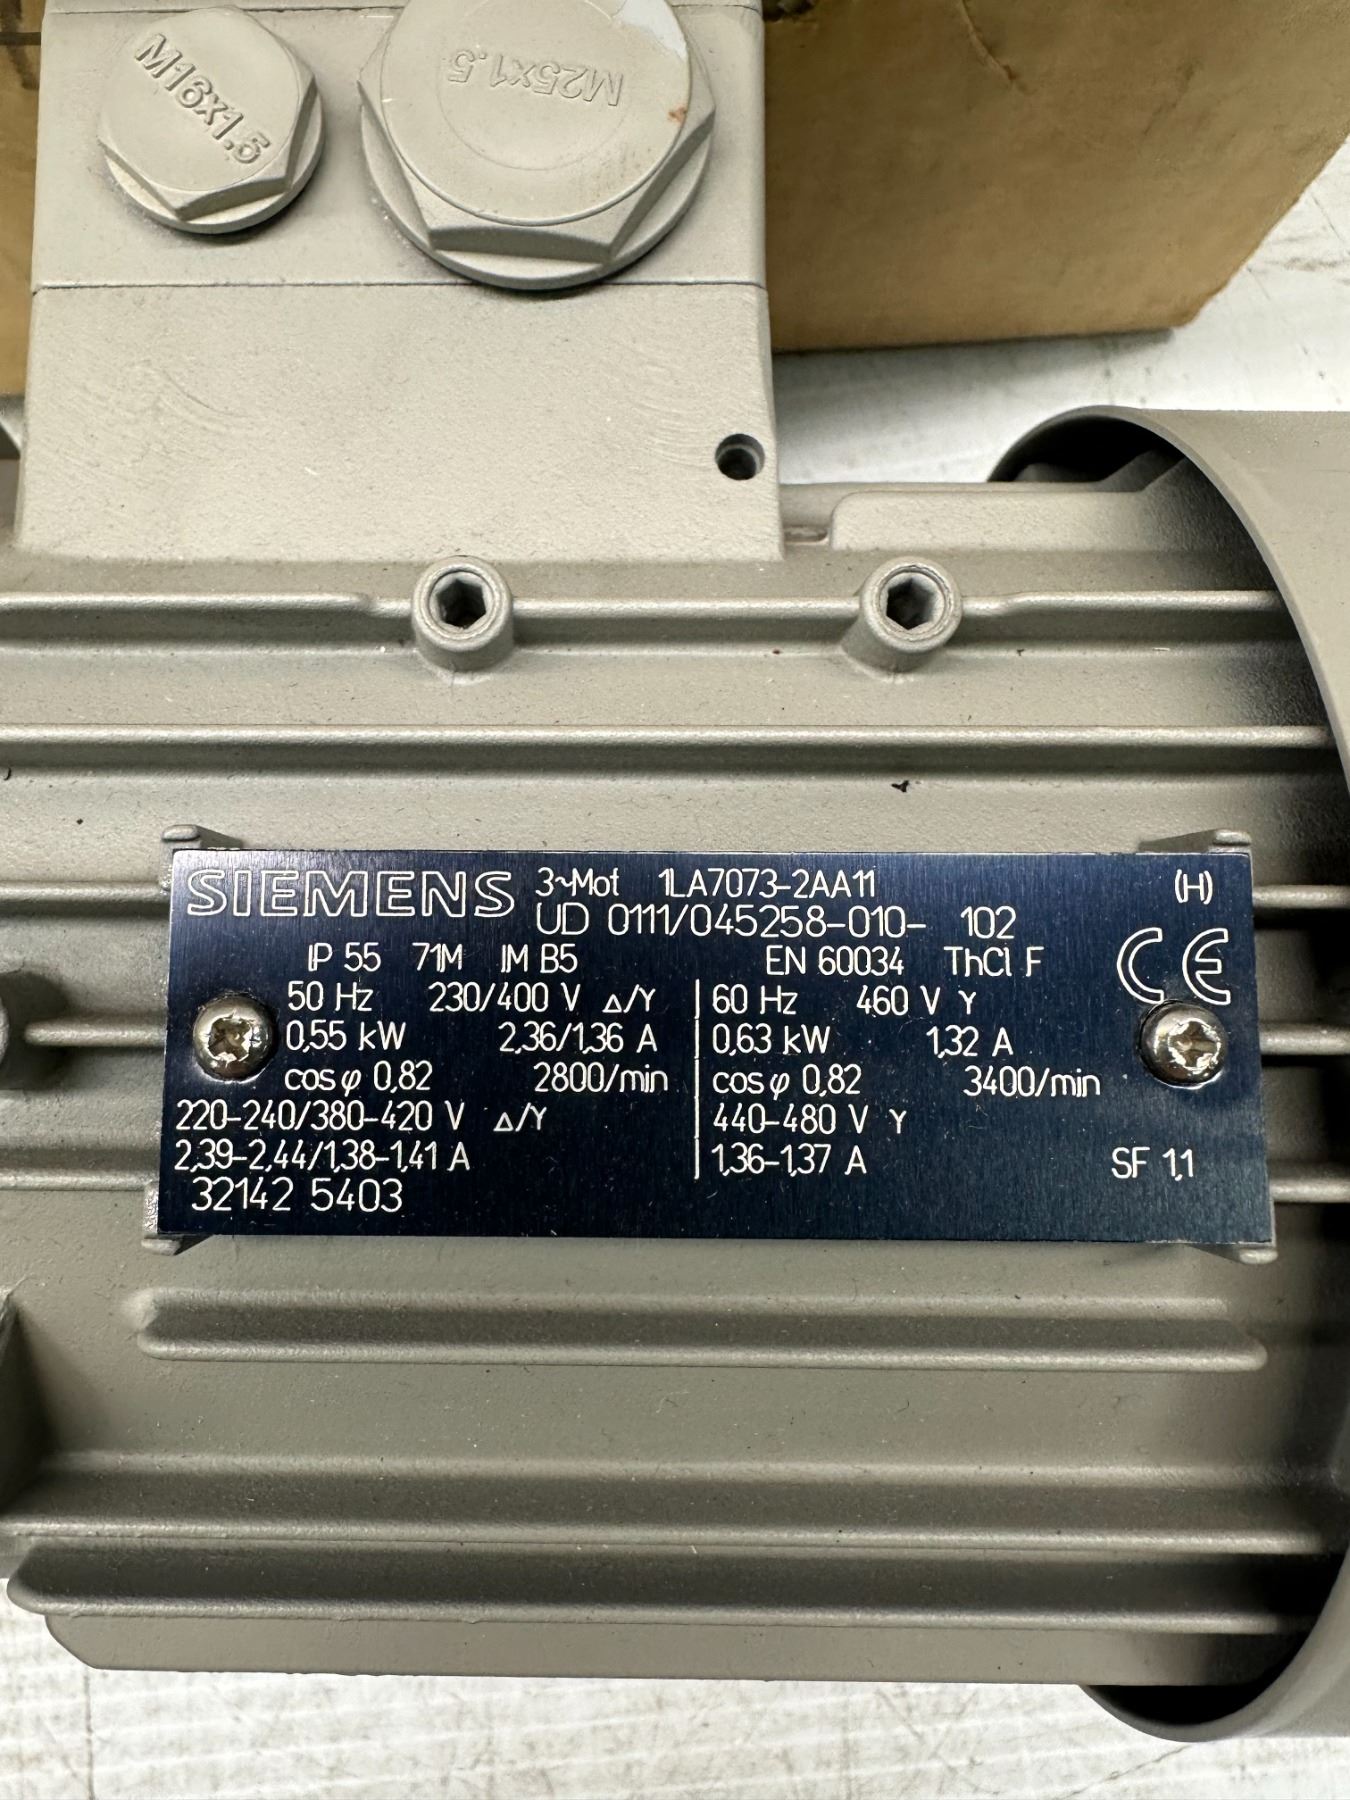 M16x1.5
M25x1.5
SIEMENS 3~Mot 1LA7073-2AA11 (H)
UD 0111/045258-010- 102
IP 55 71M IM B5 EN 60034 ThCl F CE
50 Hz 230/400 V Δ/Y 60 Hz 460 V Y
0,55 kW 2,36/1,36 A 0,63 kW 1,32 A
cos φ 0,82 2800/min cos φ 0,82 3400/min
220-240/380-420 V Δ/Y 440-480 V Y
2,39-2,44/1,38-1,41 A 1,36-1,37 A SF 1,1
32142 5403